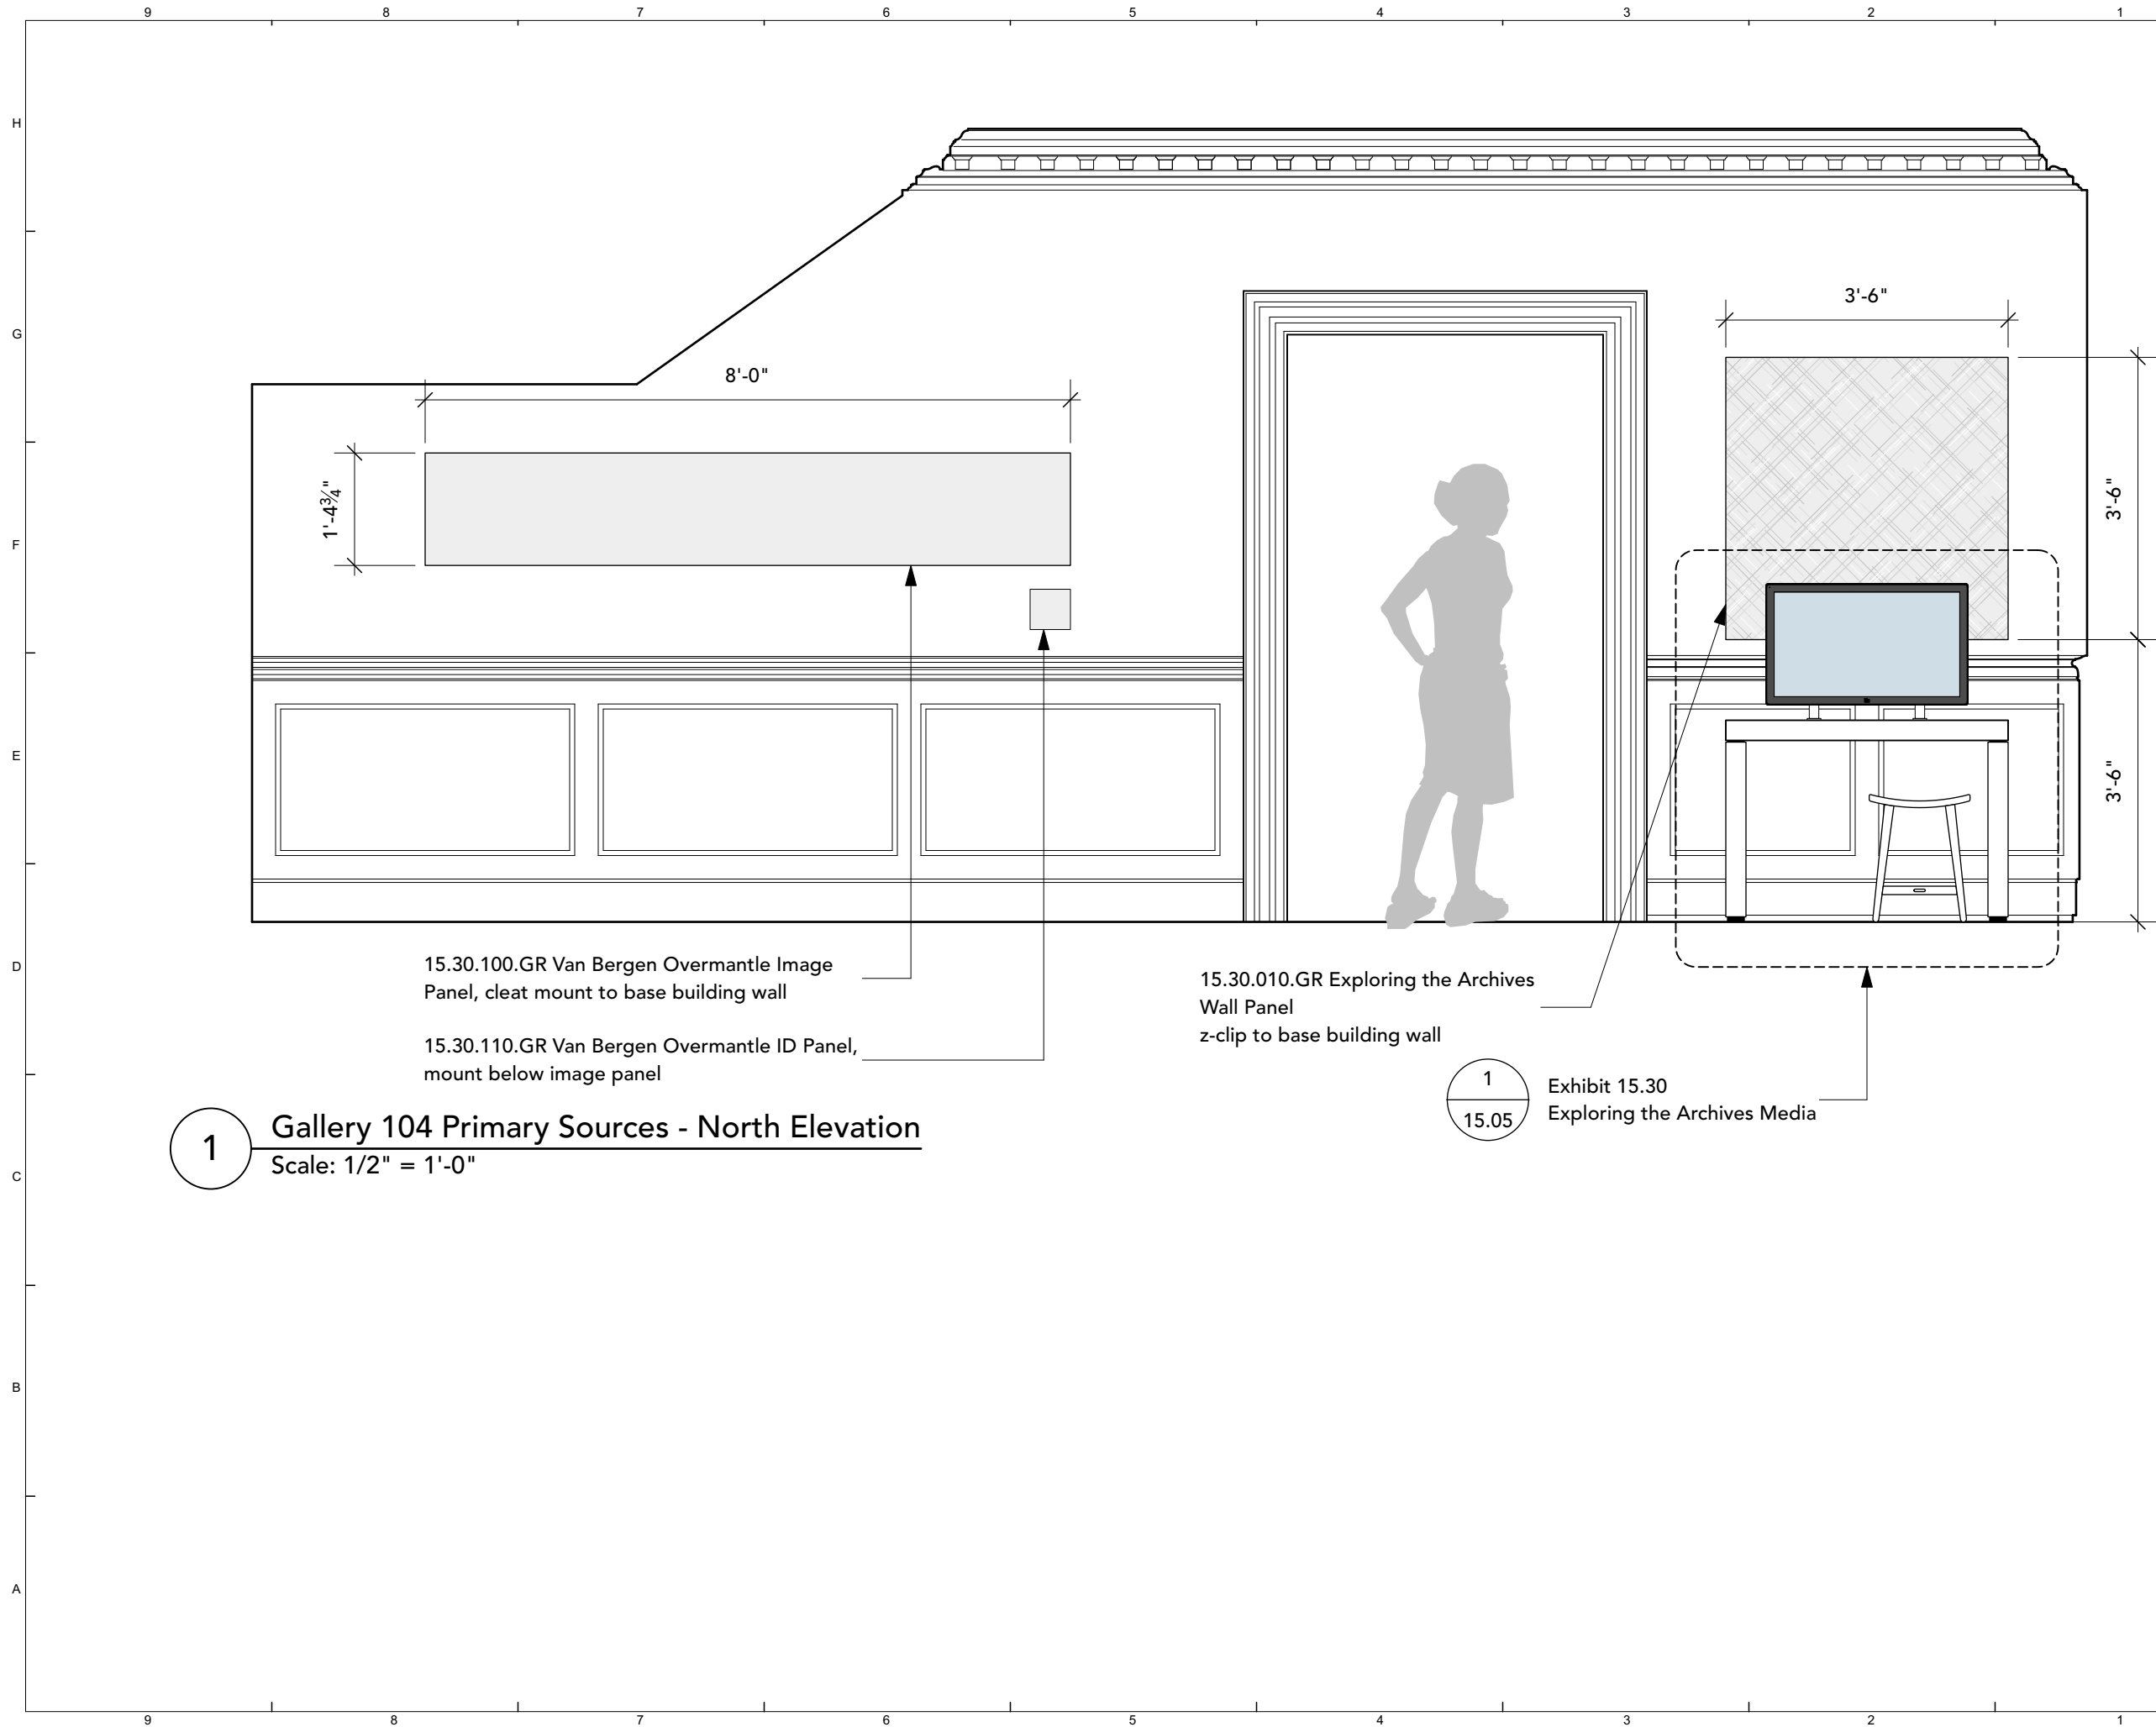 9 8 7 6 5 4 3 2 1
H
G
F
E
D
C
B
A
3'-6"
8'-0"
1'-4¾"
3'-6"
3'-6"
15.30.100.GR Van Bergen Overmantle Image
Panel, cleat mount to base building wall
15.30.110.GR Van Bergen Overmantle ID Panel,
mount below image panel
15.30.010.GR Exploring the Archives
Wall Panel
z-clip to base building wall
1
15.05
Exhibit 15.30
Exploring the Archives Media
1
Gallery 104 Primary Sources - North Elevation
Scale: 1/2" = 1'-0"
9 8 7 6 5 4 3 2 1